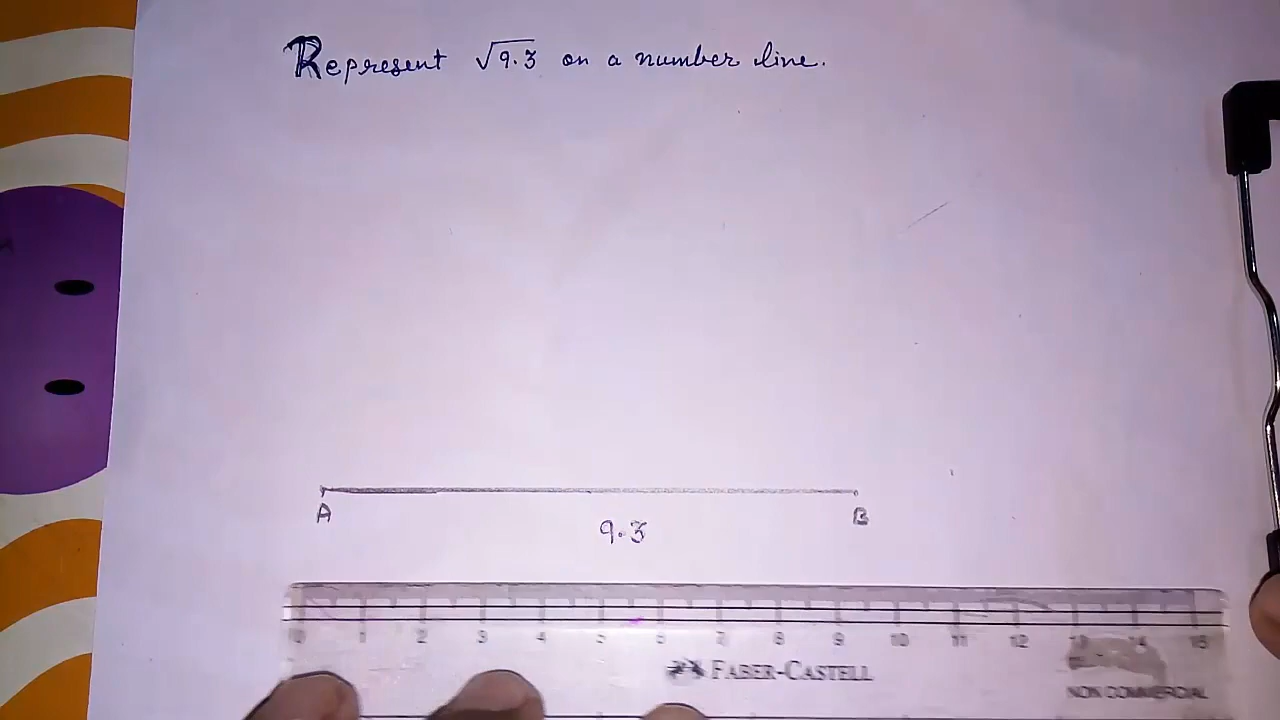 Represent √9.3 on a number line.
A B
9.3
0 1 2 3 4 5 6 7 8 9 10 11 12 13 14 15
FABER-CASTELL
NON COMMERCIAL